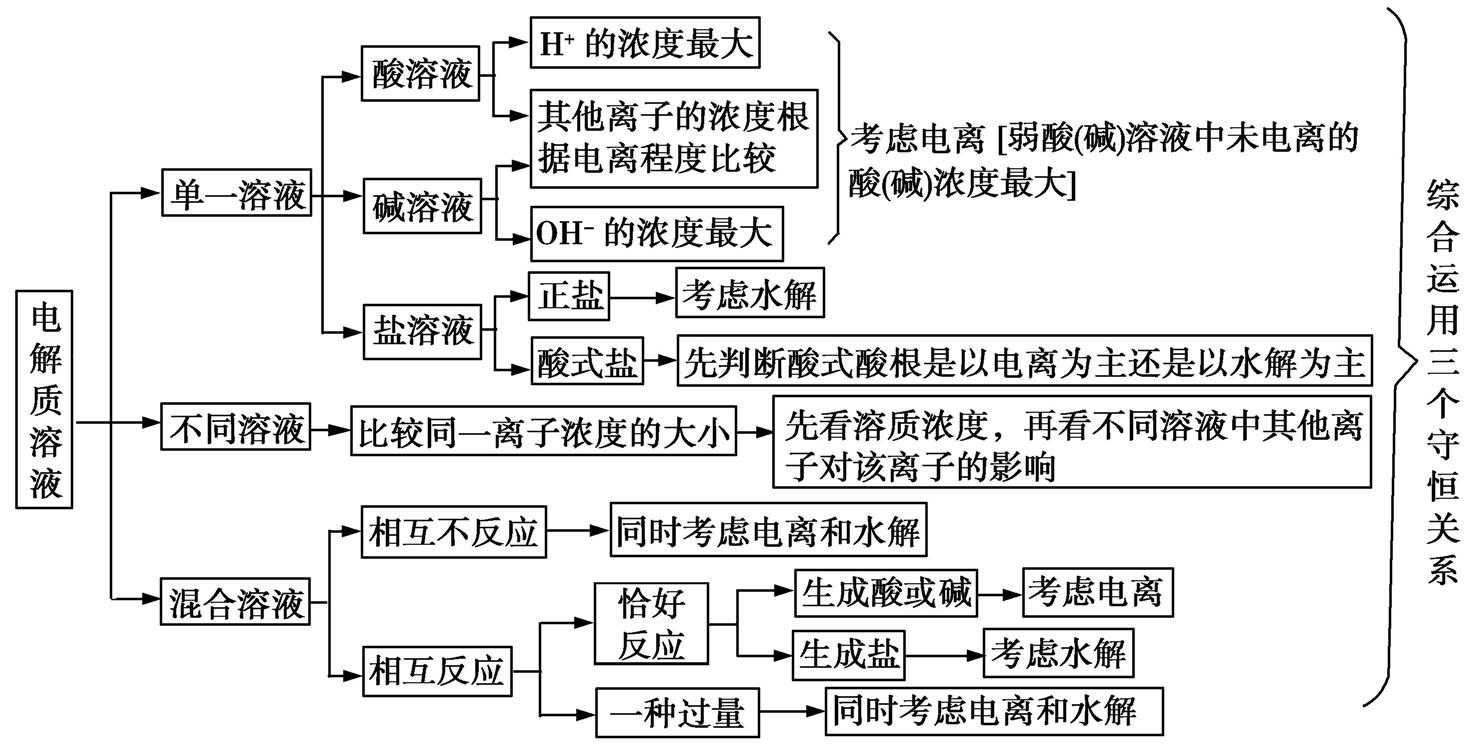 电解质溶液
单一溶液
酸溶液
H⁺ 的浓度最大
其他离子的浓度根
据电离程度比较
碱溶液
OH⁻ 的浓度最大
考虑电离 [弱酸(碱)溶液中未电离的
酸(碱)浓度最大]
盐溶液
正盐
考虑水解
酸式盐
先判断酸式酸根是以电离为主还是以水解为主
不同溶液
比较同一离子浓度的大小
先看溶质浓度，再看不同溶液中其他离
子对该离子的影响
混合溶液
相互不反应
同时考虑电离和水解
相互反应
恰好
反应
生成酸或碱
考虑电离
生成盐
考虑水解
一种过量
同时考虑电离和水解
综合运用三个守恒关系